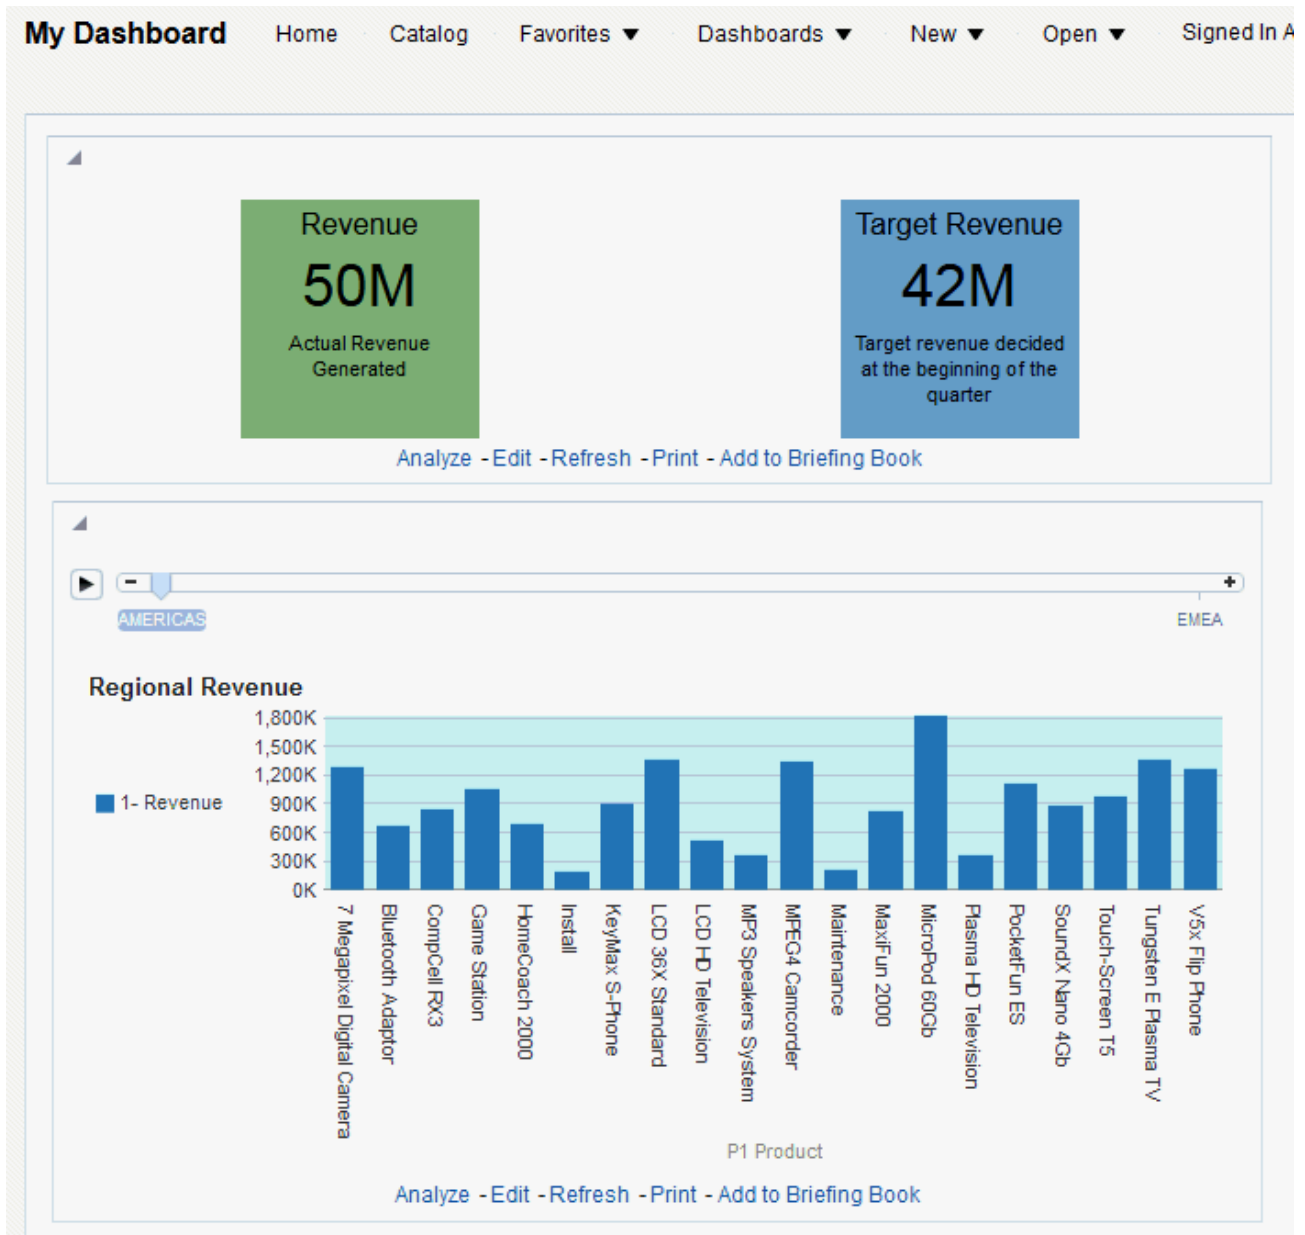 My Dashboard Home Catalog Favorites Dashboards New Open Signed In A
Revenue
50M
Actual Revenue
Generated
Target Revenue
42M
Target revenue decided
at the beginning of the
quarter
Analyze - Edit - Refresh - Print - Add to Briefing Book
AMERICAS
EMEA
Regional Revenue
1- Revenue
1,800K
1,500K
1,200K
900K
600K
300K
0K
7 Megapixel Digital Camera
Bluetooth Adaptor
CompCell RX3
Game Station
HomeCoach 2000
Install
KeyMax S-Phone
LCD 36X Standard
LCD HD Television
MP3 Speakers System
MPEG4 Camcorder
Maintenance
MaxiFun 2000
MicroPod 60Gb
Plasma HD Television
PocketFun ES
SoundX Nano 4Gb
Touch-Screen T5
Tungsten E Plasma TV
V5x Flip Phone
P1 Product
Analyze - Edit - Refresh - Print - Add to Briefing Book